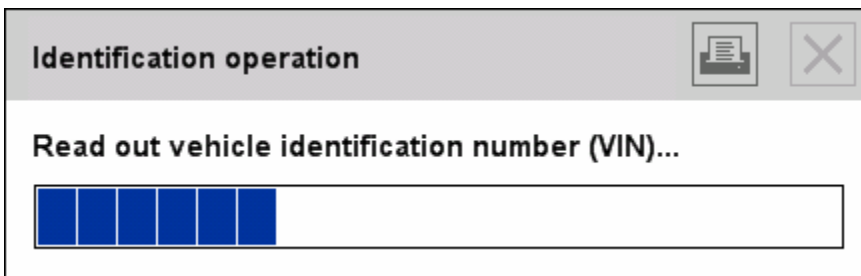 Identification operation
Read out vehicle identification number (VIN)...